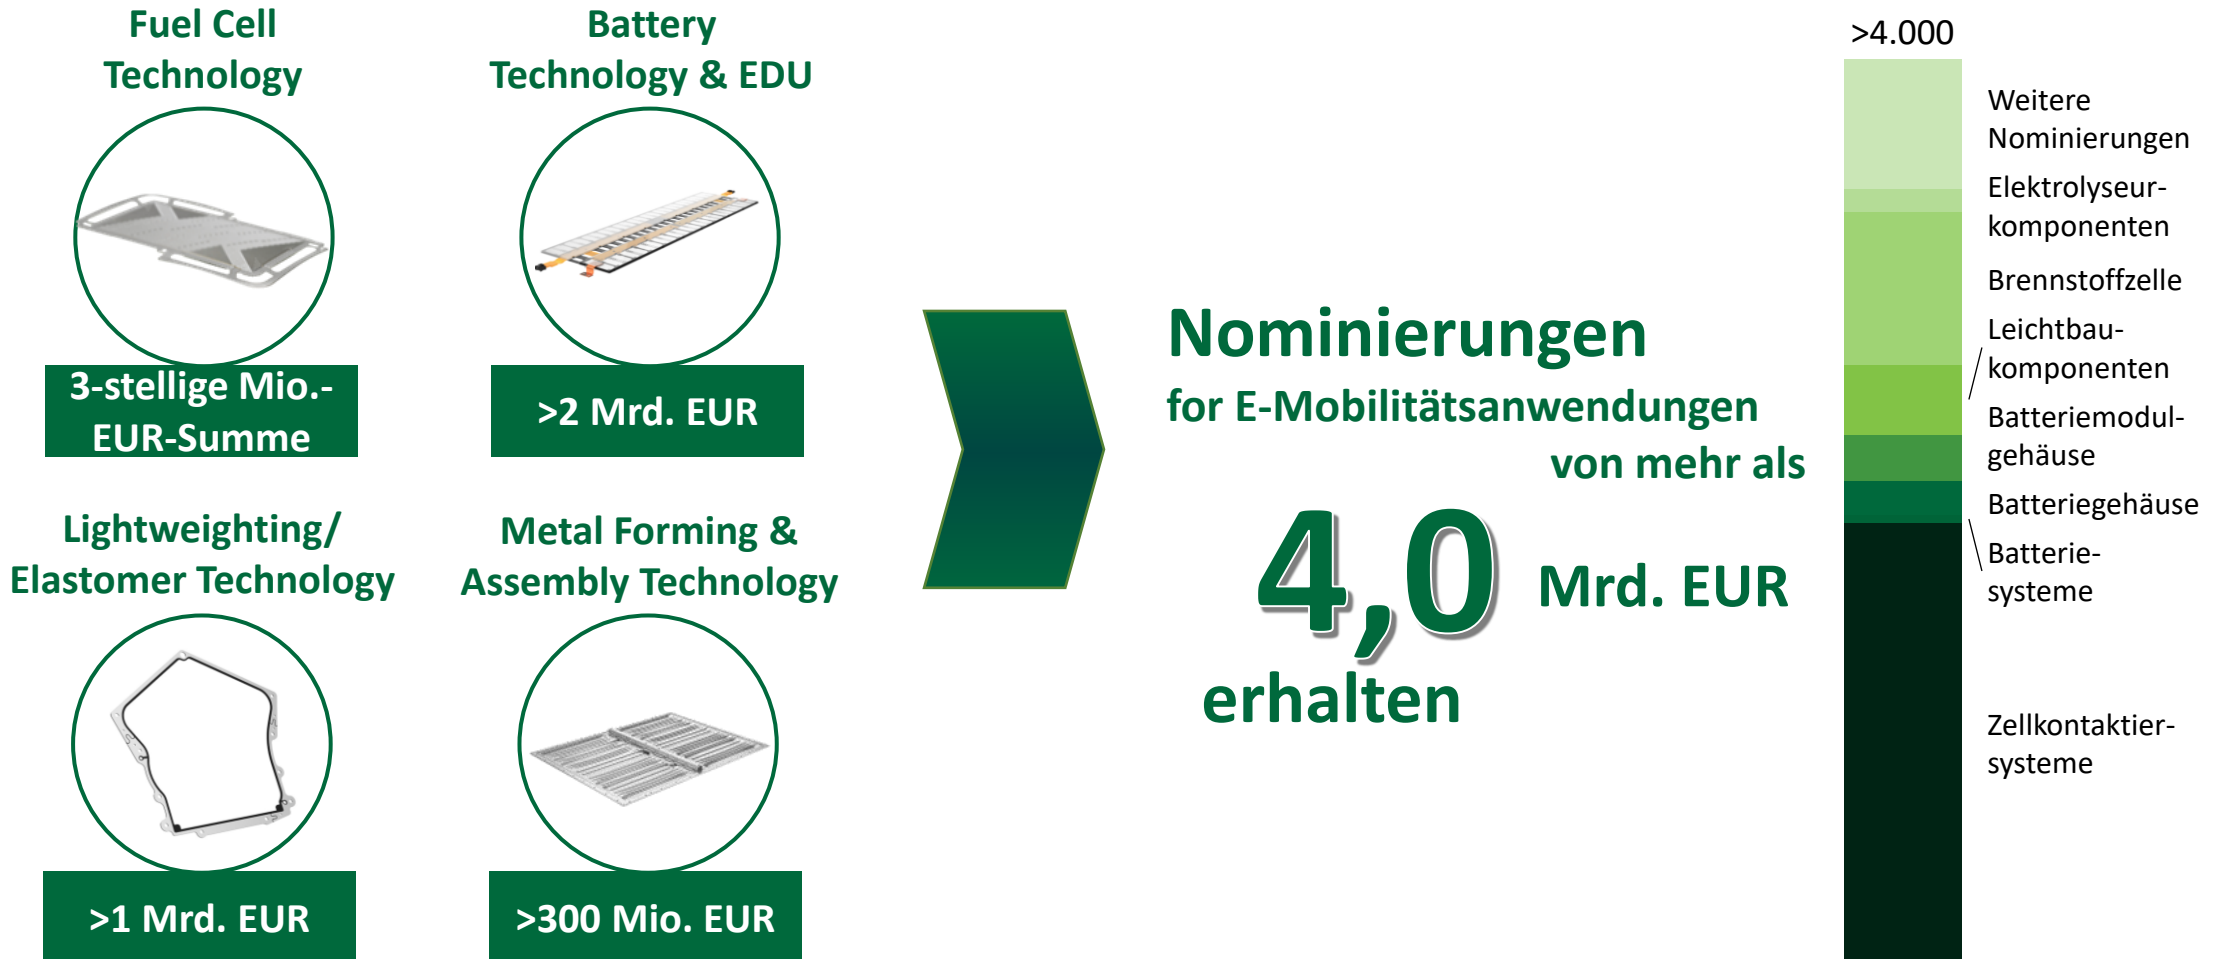 Fuel Cell
Technology
3-stellige Mio.-
EUR-Summe
Battery
Technology & EDU
>2 Mrd. EUR
Lightweighting/
Elastomer Technology
>1 Mrd. EUR
Metal Forming &
Assembly Technology
>300 Mio. EUR
Nominierungen
for E-Mobilitätsanwendungen
von mehr als
4,0 Mrd. EUR
erhalten
>4.000
Weitere
Nominierungen
Elektrolyseur-
komponenten
Brennstoffzelle
Leichtbau-
komponenten
Batteriemodul-
gehäuse
Batteriegehäuse
Batterie-
systeme
Zellkontaktier-
systeme